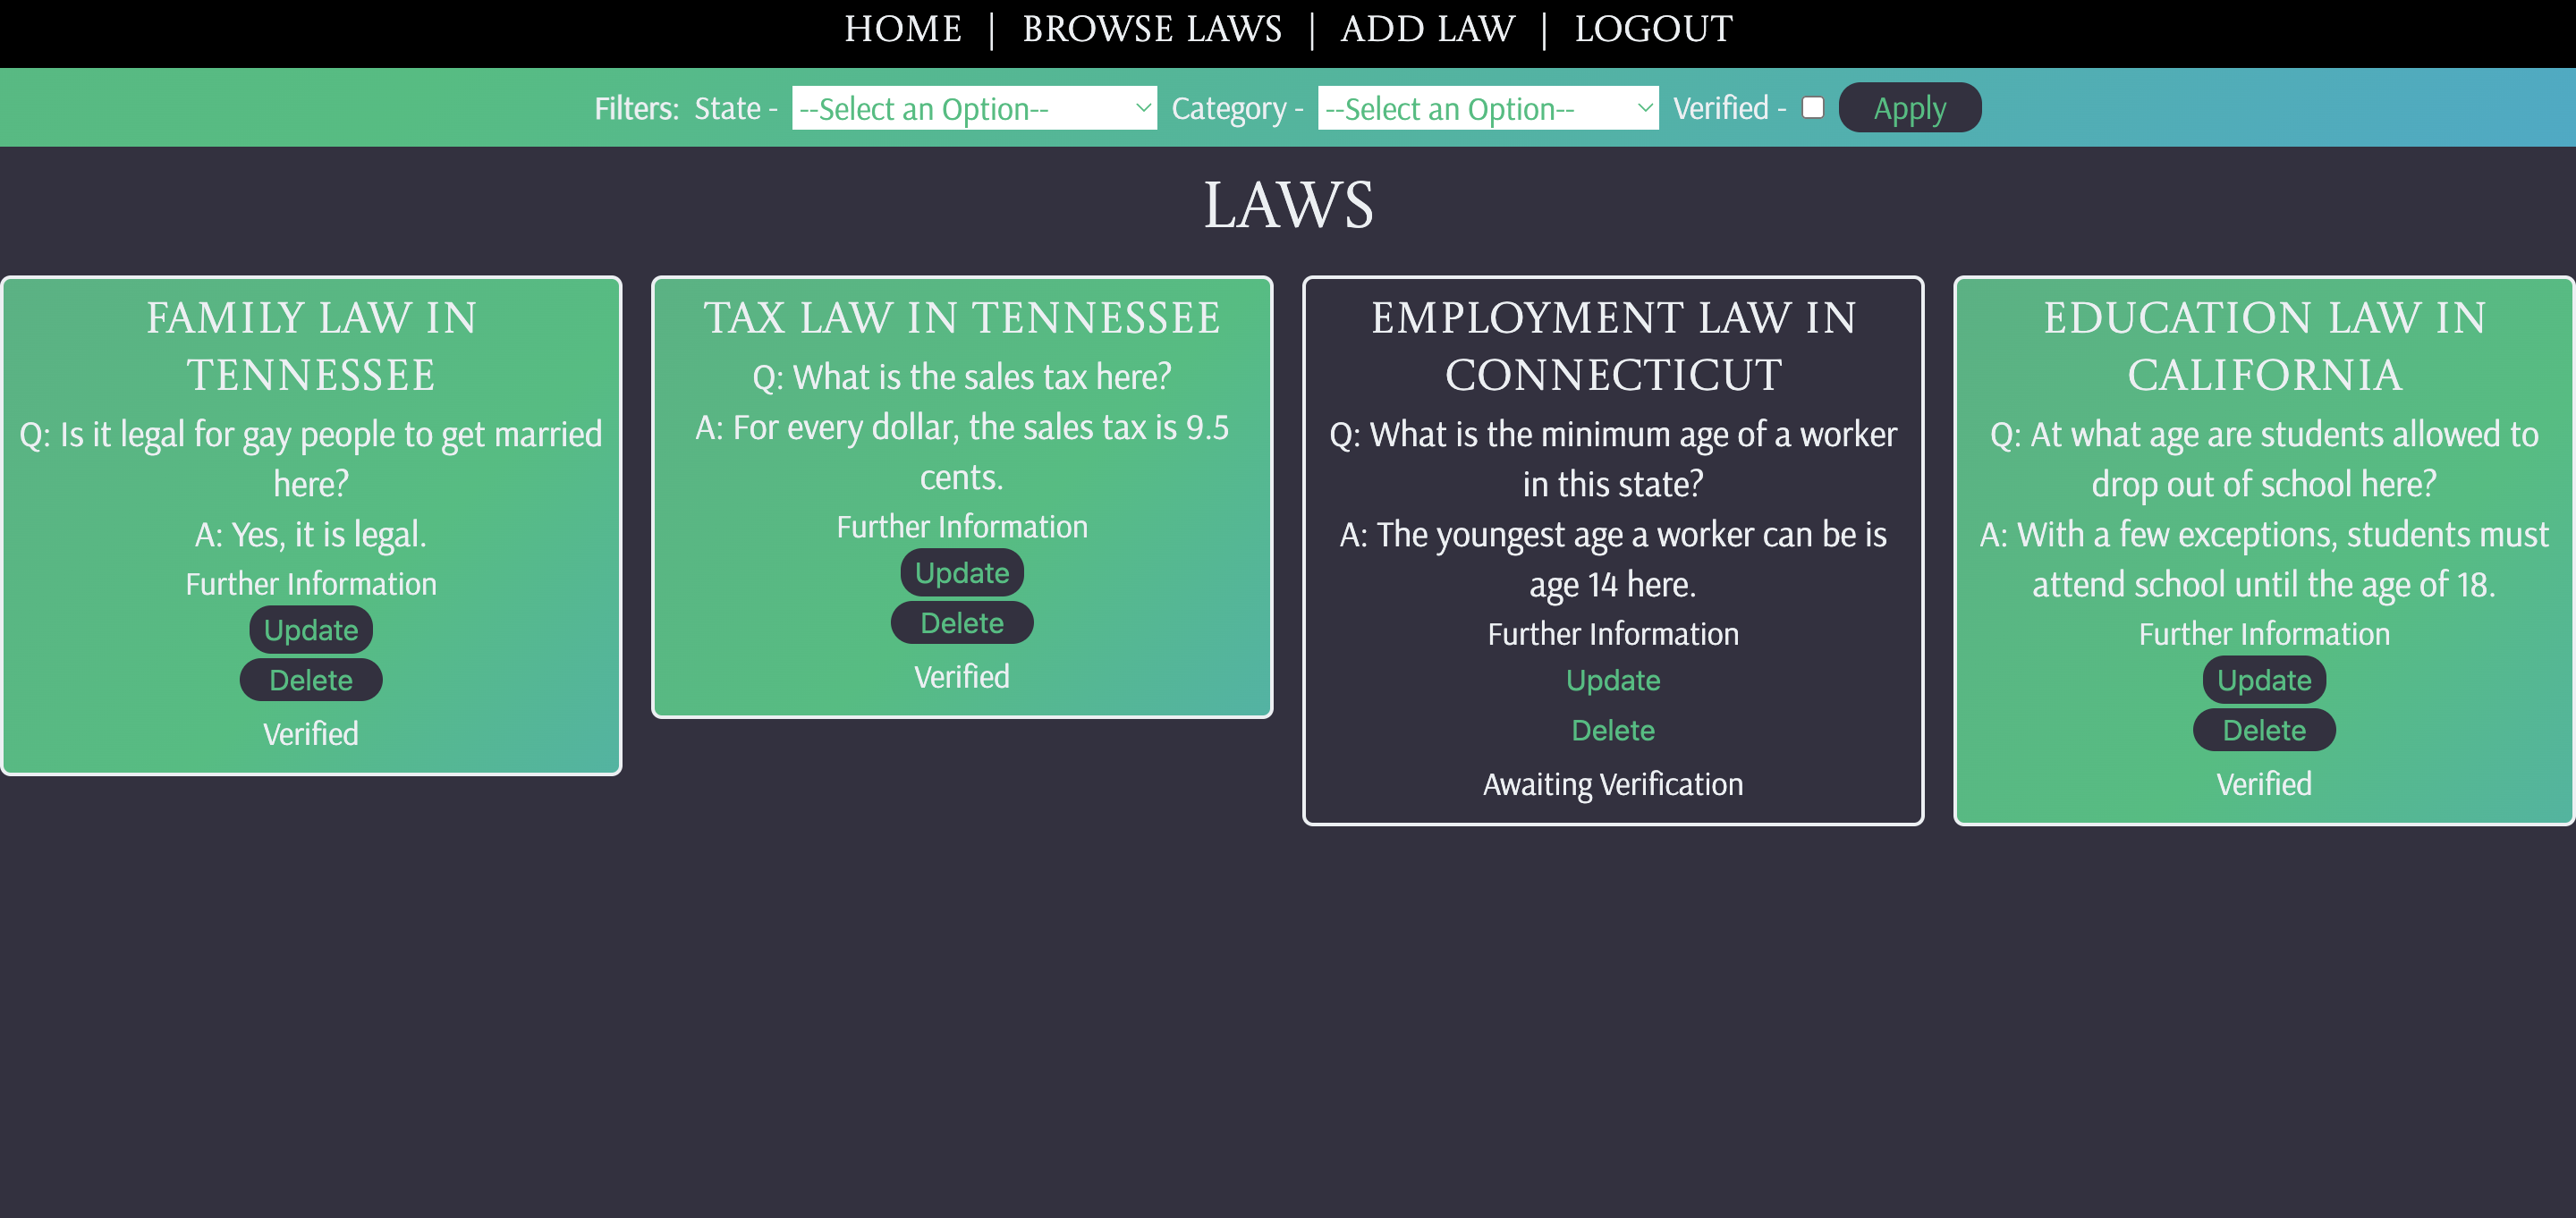 HOME | BROWSE LAWS | ADD LAW | LOGOUT
Filters: State - --Select an Option-- Category - --Select an Option-- Verified - Apply
LAWS
FAMILY LAW IN
TENNESSEE
Q: Is it legal for gay people to get married
here?
A: Yes, it is legal.
Further Information
Update
Delete
Verified
TAX LAW IN TENNESSEE
Q: What is the sales tax here?
A: For every dollar, the sales tax is 9.5
cents.
Further Information
Update
Delete
Verified
EMPLOYMENT LAW IN
CONNECTICUT
Q: What is the minimum age of a worker
in this state?
A: The youngest age a worker can be is
age 14 here.
Further Information
Update
Delete
Awaiting Verification
EDUCATION LAW IN
CALIFORNIA
Q: At what age are students allowed to
drop out of school here?
A: With a few exceptions, students must
attend school until the age of 18.
Further Information
Update
Delete
Verified